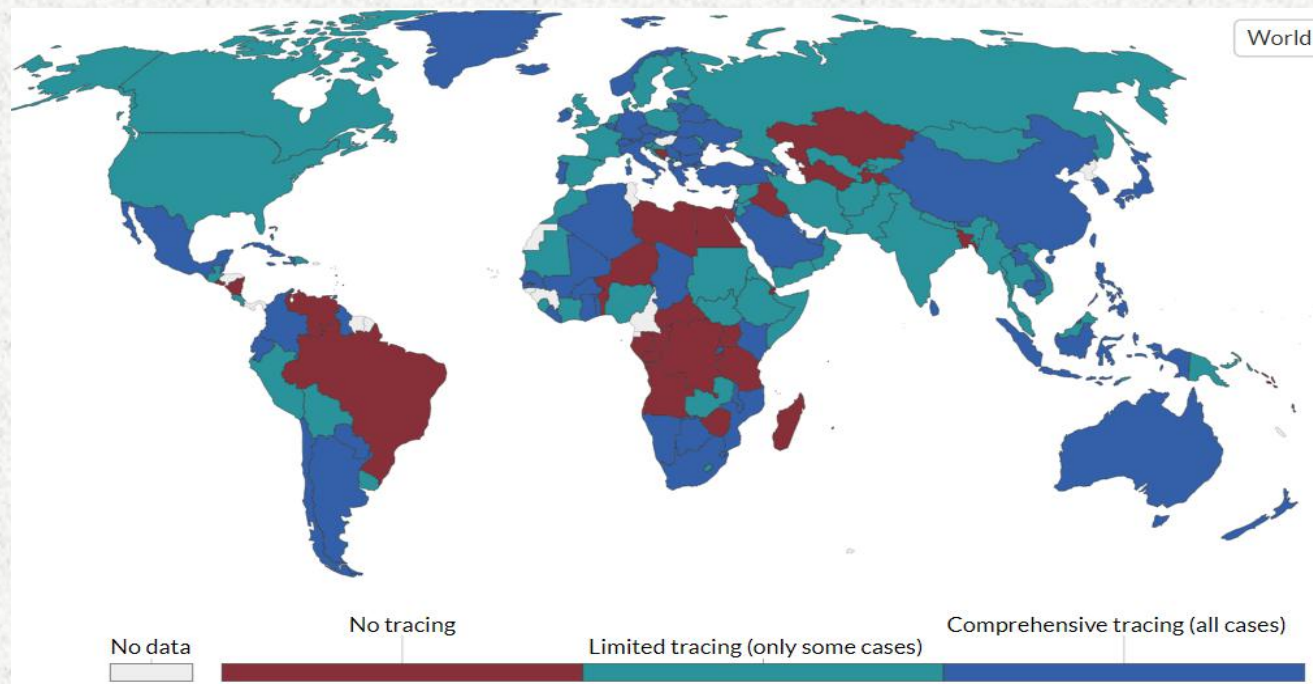 World
No data
No tracing
Limited tracing (only some cases)
Comprehensive tracing (all cases)